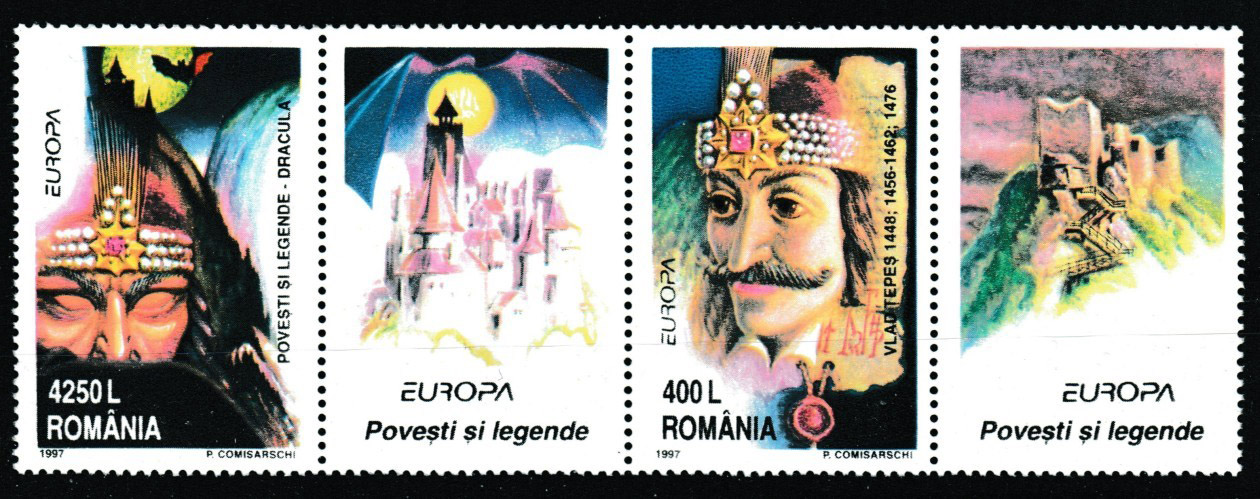 EUROPA
POVEȘTI ȘI LEGENDE - DRACULA
4250 L
ROMÂNIA
1997 P. COMISARSCHI
EUROPA
Povești și legende
EUROPA
VLAD ȚEPEȘ 1448; 1456-1462; 1476
400 L
ROMÂNIA
1997 P. COMISARSCHI
EUROPA
Povești și legende